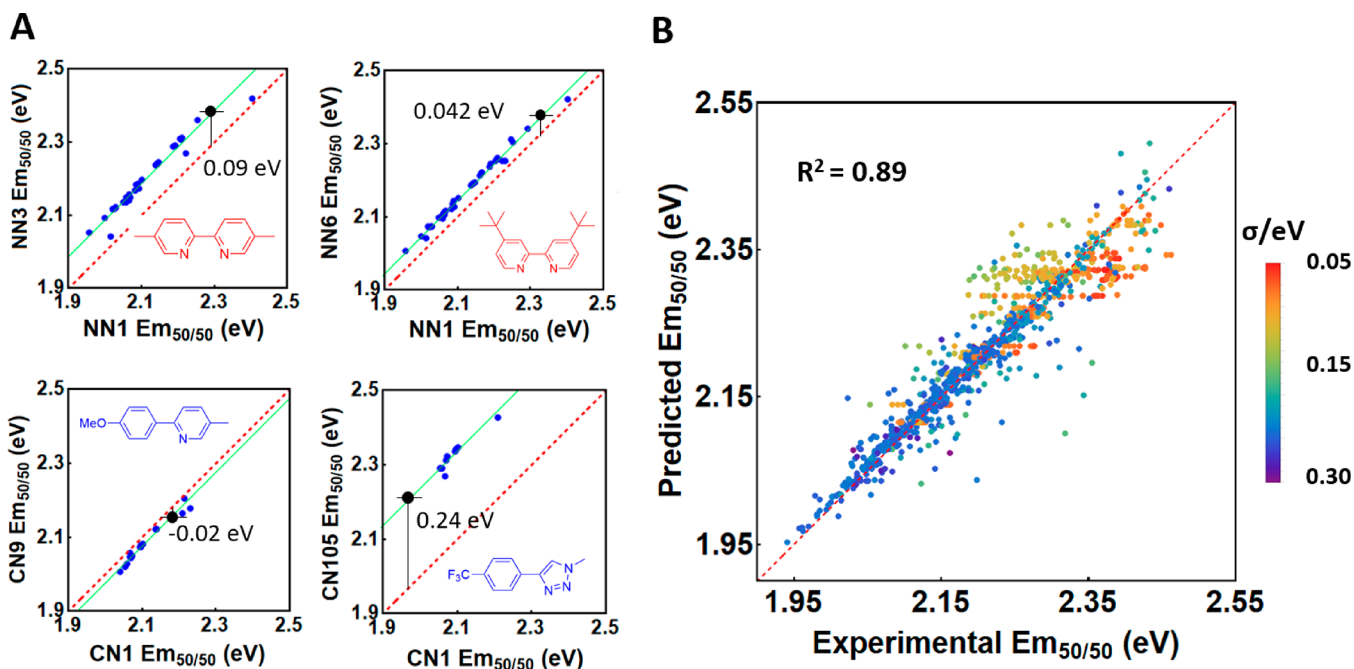 A
2.5
2.3
2.1
1.9
1.9
2.1
2.3
2.5
NN3 Em50/50 (eV)
NN1 Em50/50 (eV)
0.09 eV
N
N
2.5
2.3
2.1
1.9
1.9
2.1
2.3
2.5
NN6 Em50/50 (eV)
NN1 Em50/50 (eV)
0.042 eV
N
N
2.5
2.3
2.1
1.9
1.9
2.1
2.3
2.5
CN9 Em50/50 (eV)
CN1 Em50/50 (eV)
MeO
N
-0.02 eV
2.5
2.3
2.1
1.9
1.9
2.1
2.3
2.5
CN105 Em50/50 (eV)
CN1 Em50/50 (eV)
0.24 eV
F3C
N
N
N
B
2.55
2.35
2.15
1.95
1.95
2.15
2.35
2.55
Predicted Em50/50 (eV)
Experimental Em50/50 (eV)
R² = 0.89
σ/eV
0.05
0.15
0.30